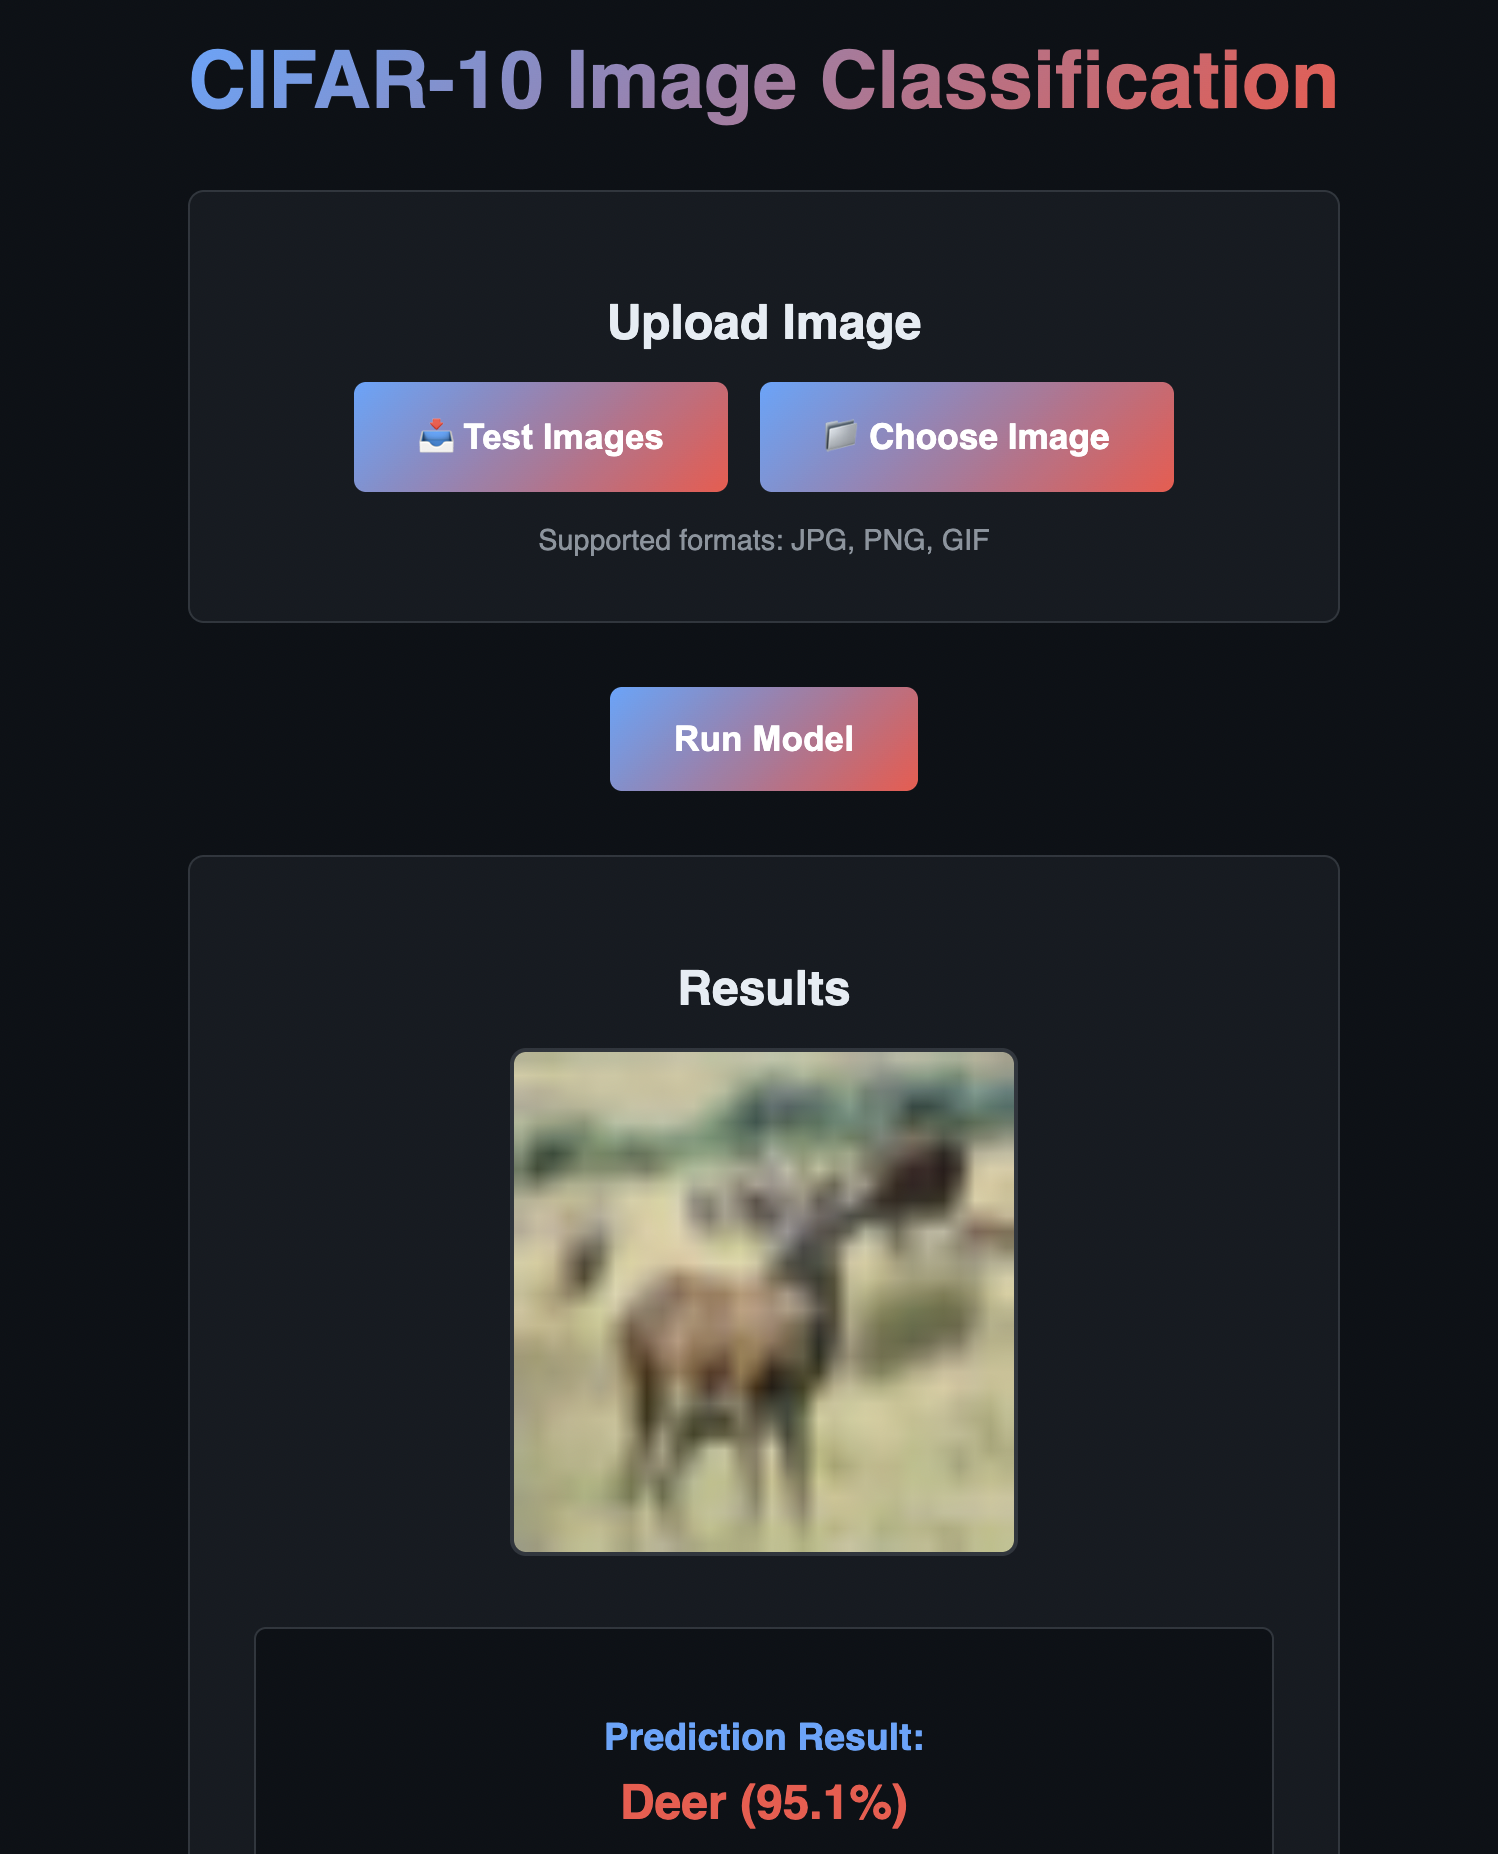 CIFAR-10 Image Classification
Upload Image
Test Images
Choose Image
Supported formats: JPG, PNG, GIF
Run Model
Results
Prediction Result:
Deer (95.1%)